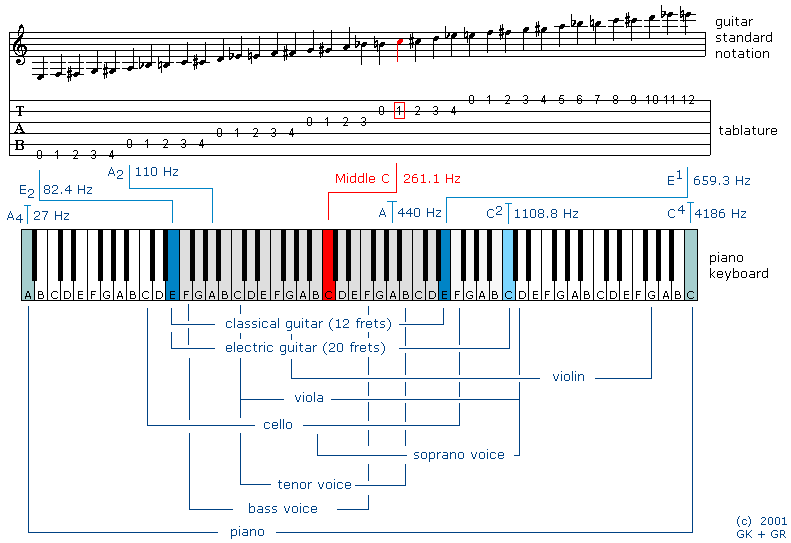 guitar
standard
notation
0 1 2 3 4 5 6 7 8 9 10 11 12
T 0 1 2 3 4
0 1 2 3
A 0 1 2 3 4
tablature
B 0 1 2 3 4
0 1 2 3 4
A2 110 Hz
Middle C 261.1 Hz
E1 659.3 Hz
E2 82.4 Hz
A4 27 Hz
A 440 Hz
C2 1108.8 Hz
C4 4186 Hz
piano
keyboard
A B C D E F G A B C D E F G A B C D E F G A B C D E F G A B C D E F G A B C D E F G A B C D E F G A B C
classical guitar (12 frets)
electric guitar (20 frets)
violin
viola
cello
soprano voice
tenor voice
bass voice
piano
(c) 2001
GK + GR